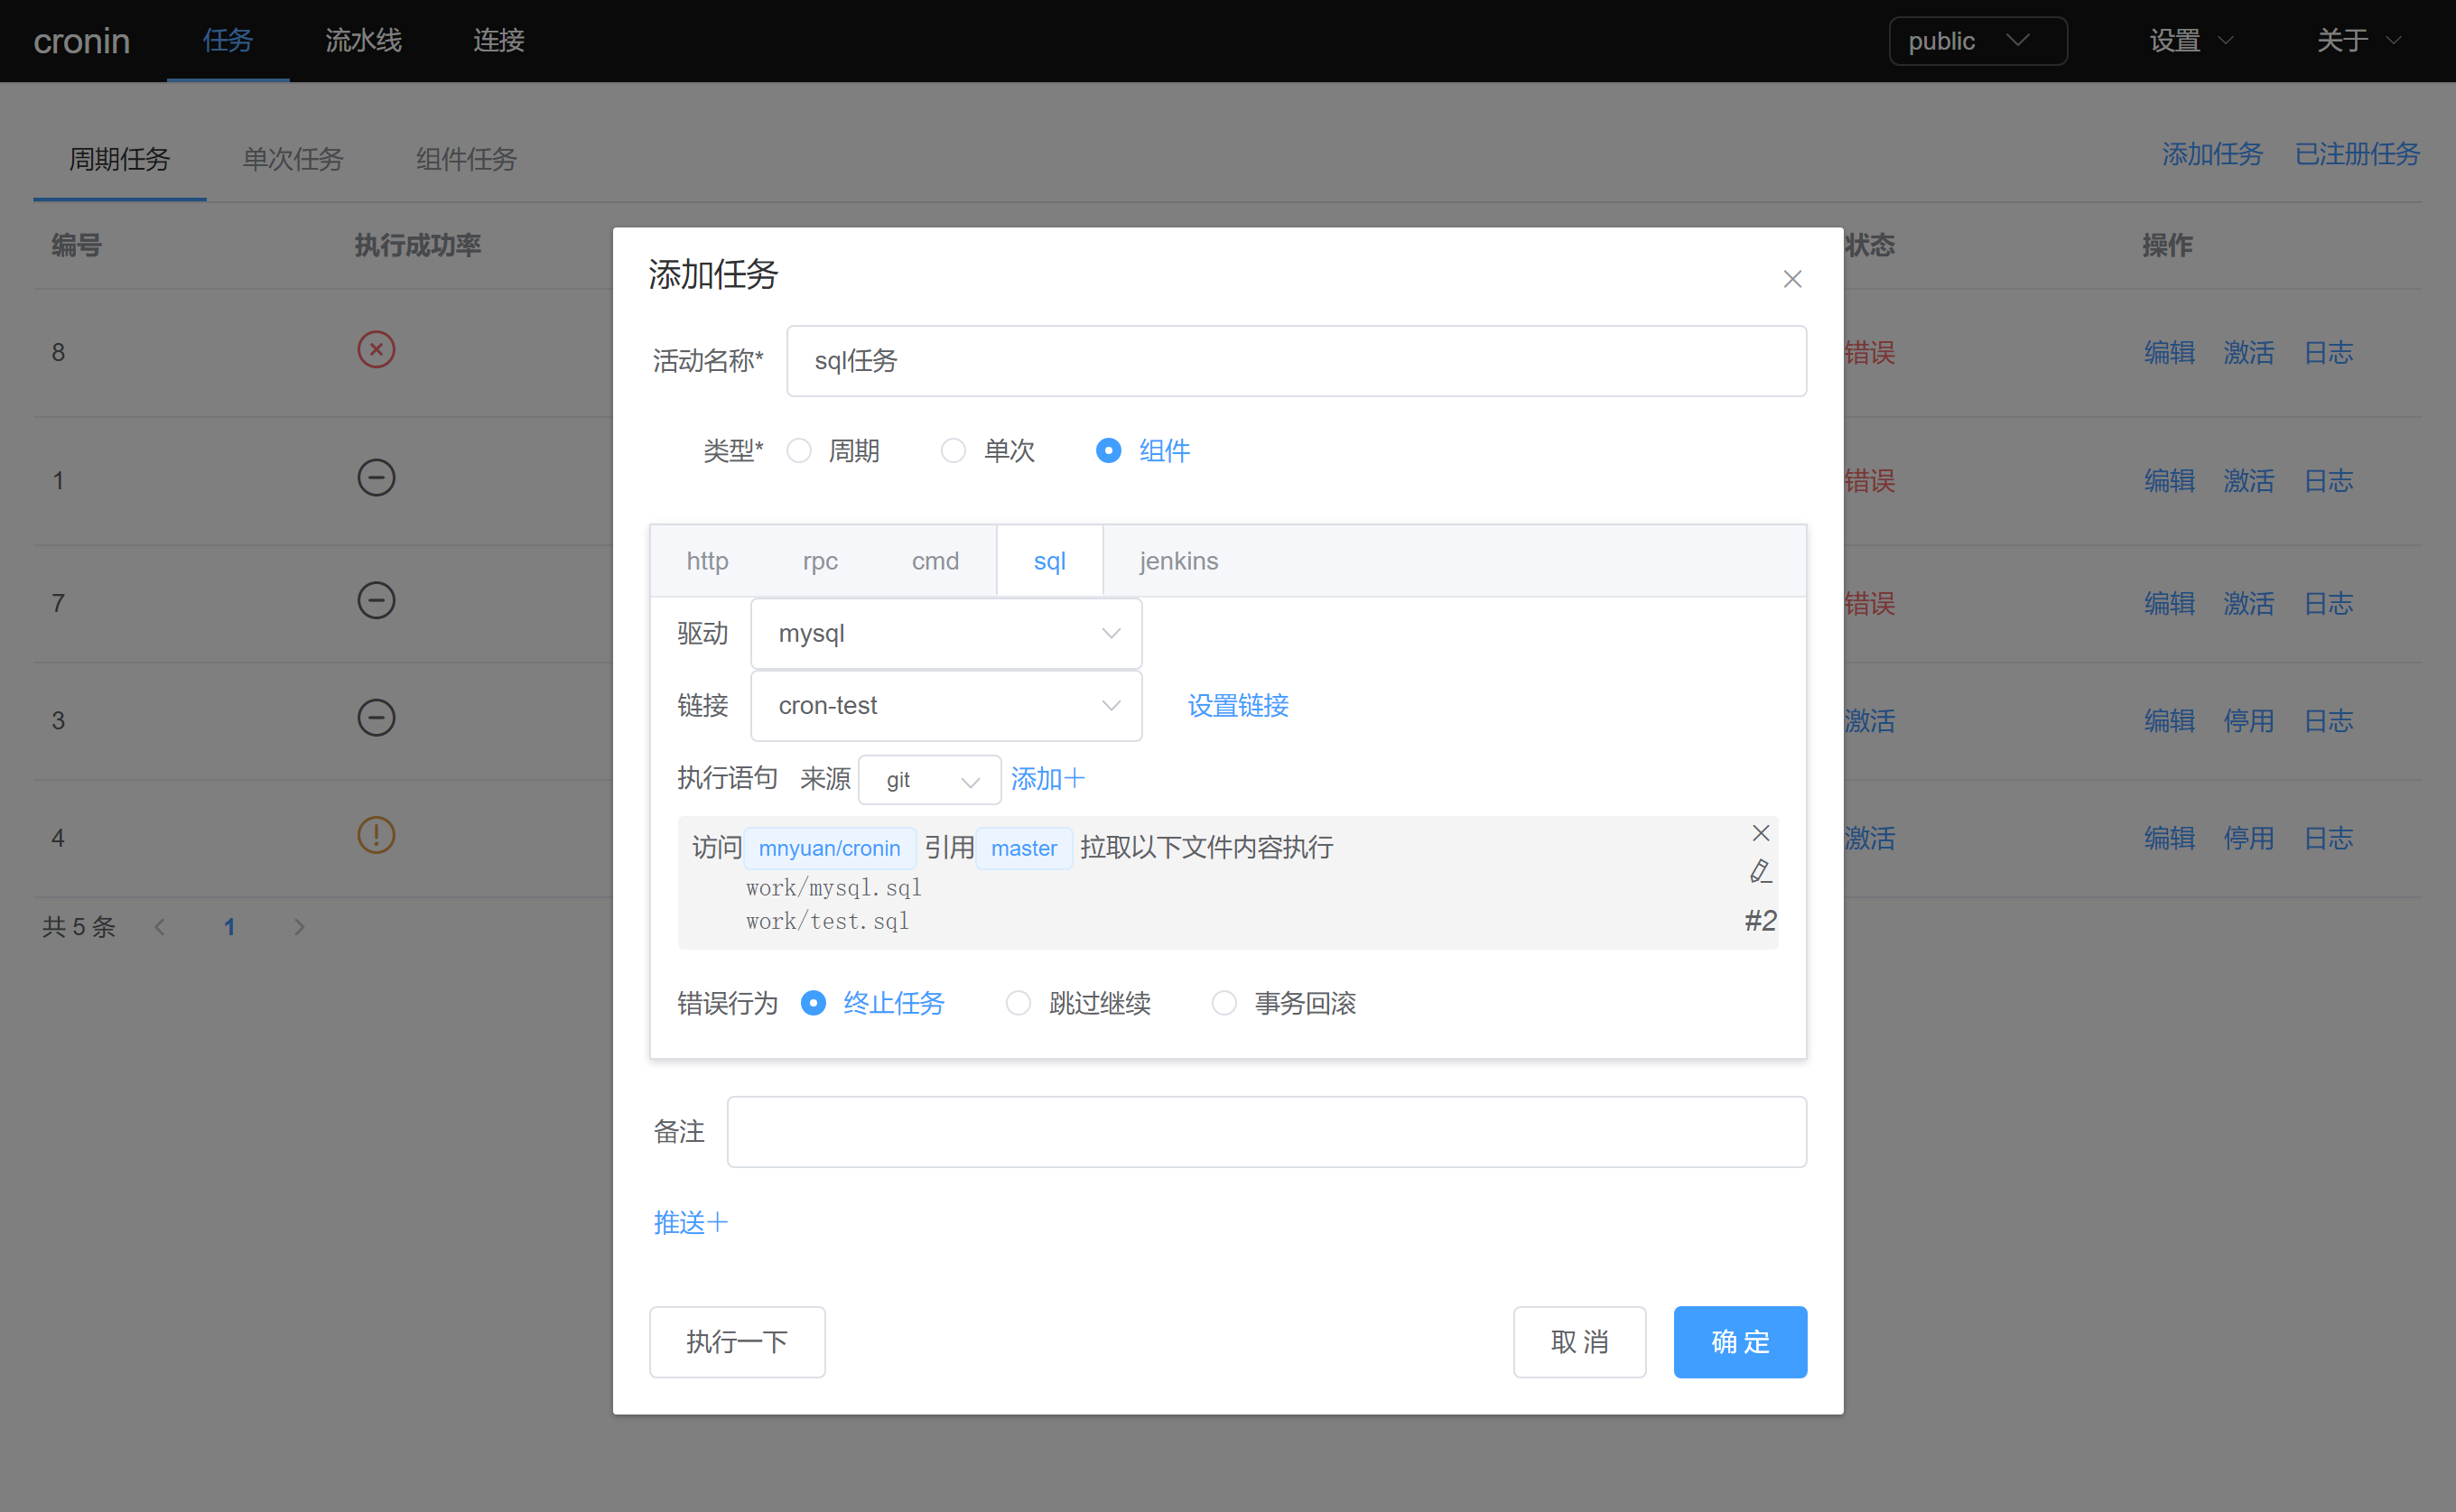 cronin 任务 流水线 连接 public 设置 关于
周期任务 单次任务 组件任务 添加任务 已注册任务
编号 执行成功率 状态 操作
8 错误 编辑 激活 日志
1 错误 编辑 激活 日志
7 错误 编辑 激活 日志
3 激活 编辑 停用 日志
4 激活 编辑 停用 日志
共 5 条 1
添加任务
活动名称* sql任务
类型* 周期 单次 组件
http rpc cmd sql jenkins
驱动 mysql
链接 cron-test 设置链接
执行语句 来源 git 添加+
访问 mnyuan/cronin 引用 master 拉取以下文件内容执行
work/mysql.sql
work/test.sql
#2
错误行为 终止任务 跳过继续 事务回滚
备注
推送+
执行一下 取 消 确 定